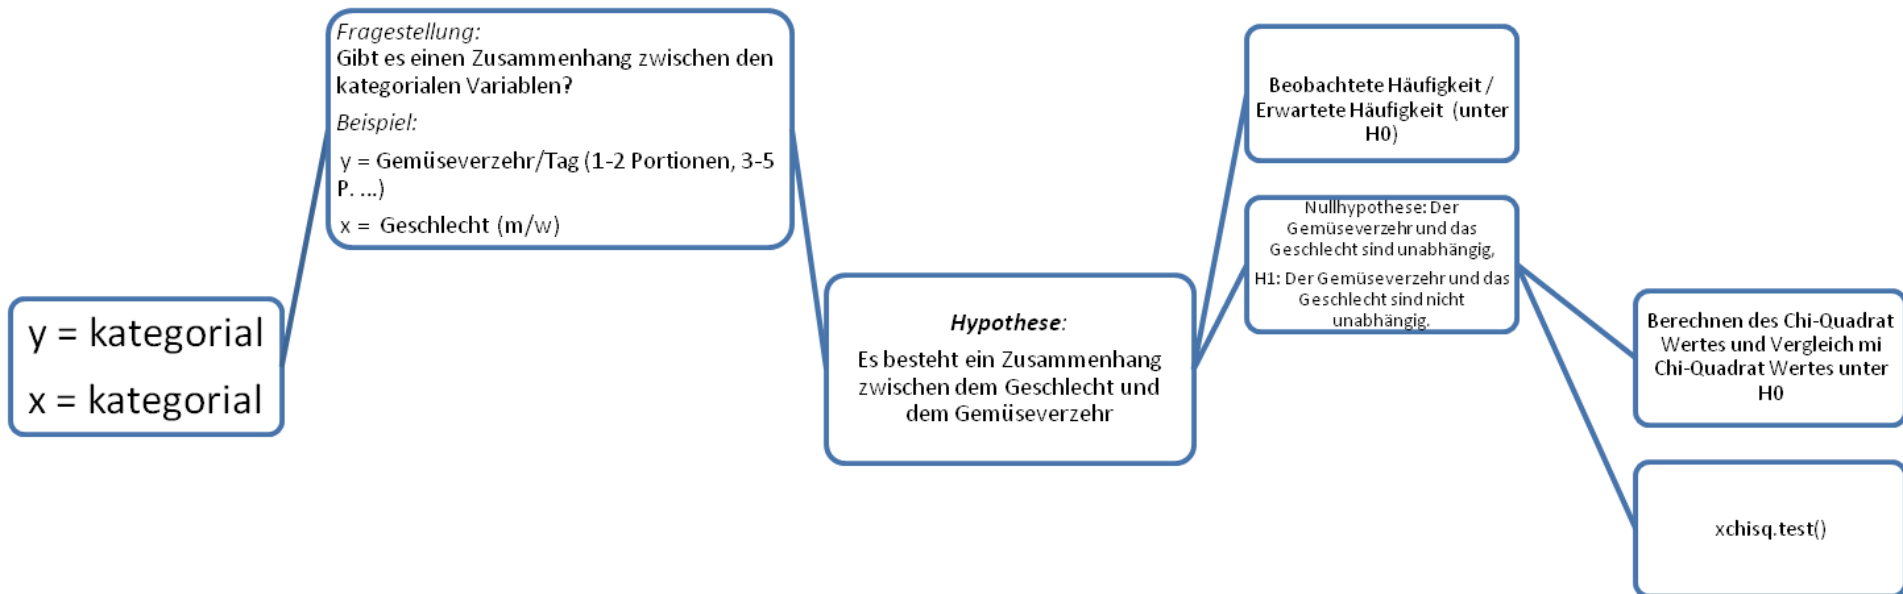 y = kategorial
x = kategorial
Fragestellung:
Gibt es einen Zusammenhang zwischen den
kategorialen Variablen?
Beispiel:
y = Gemüseverzehr/Tag (1-2 Portionen, 3-5
P. ...)
x = Geschlecht (m/w)
Hypothese:
Es besteht ein Zusammenhang
zwischen dem Geschlecht und
dem Gemüseverzehr
Beobachtete Häufigkeit /
Erwartete Häufigkeit (unter
H0)
Nullhypothese: Der
Gemüseverzehr und das
Geschlecht sind unabhängig,
H1: Der Gemüseverzehr und das
Geschlecht sind nicht
unabhängig.
Berechnen des Chi-Quadrat
Wertes und Vergleich mi
Chi-Quadrat Wertes unter
H0
xchisq.test()